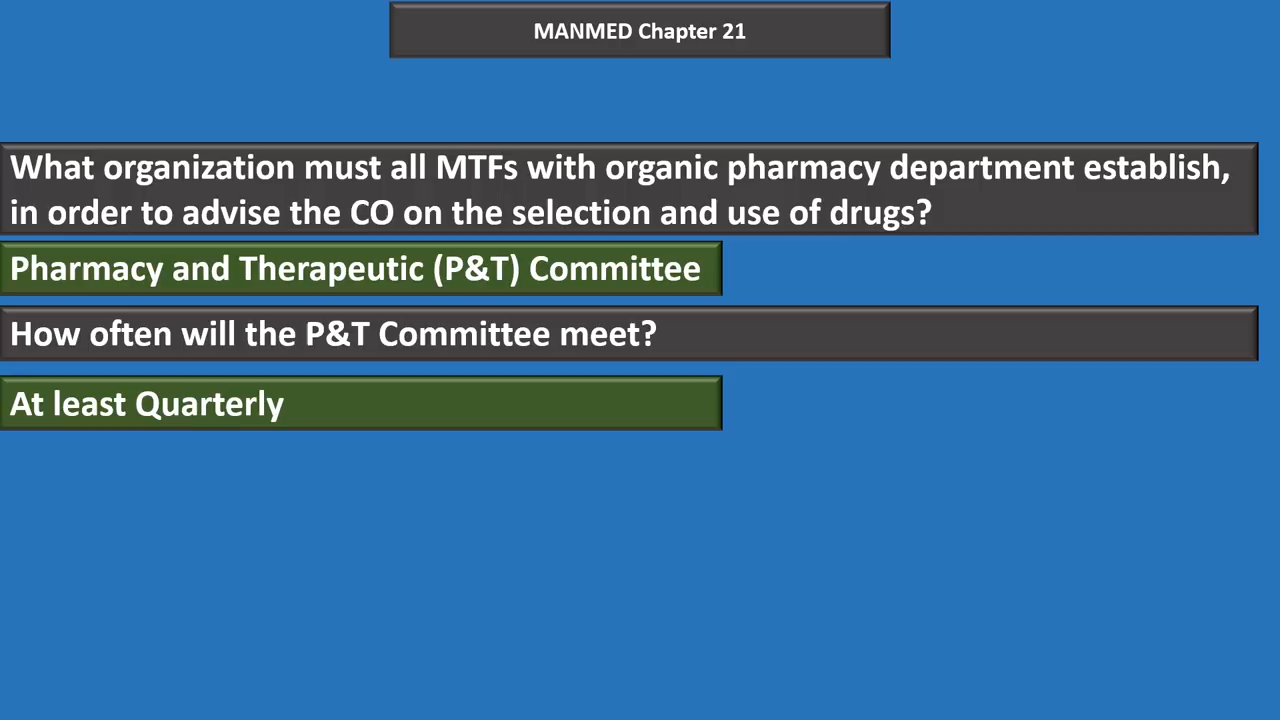 MANMED Chapter 21
What organization must all MTFs with organic pharmacy department establish,
in order to advise the CO on the selection and use of drugs?
Pharmacy and Therapeutic (P&T) Committee
How often will the P&T Committee meet?
At least Quarterly